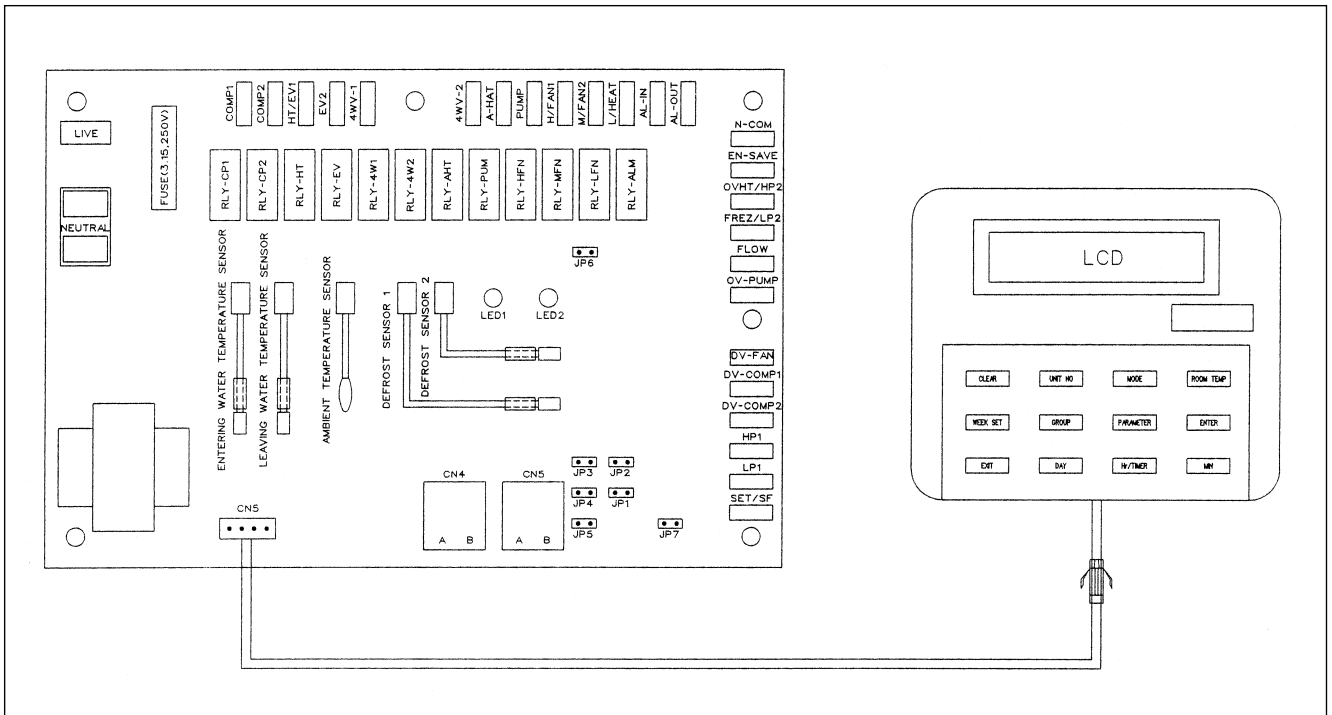 COMP1
COMP2
HT/EV1
EV2
4WV-1
4WV-2
A-HAT
PUMP
H/FAN1
M/FAN2
L/HEAT
AL-IN
AL-OUT
LIVE
FUSE(3.15,250V)
NEUTRAL
RLY-CP1
RLY-CP2
RLY-HT
RLY-EV
RLY-4W1
RLY-4W2
RLY-AHT
RLY-PUM
RLY-HFN
RLY-MFN
RLY-LFN
RLY-ALM
N-COM
EN-SAVE
OVHT/HP2
FREZ/LP2
FLOW
OV-PUMP
DV-FAN
DV-COMP1
DV-COMP2
HP1
LP1
SET/SF
JP6
ENTERING WATER TEMPERATURE SENSOR
LEAVING WATER TEMPERATURE SENSOR
AMBIENT TEMPERATURE SENSOR
DEFROST SENSOR 1
DEFROST SENSOR 2
LED1
LED2
CN4
A B
CN5
A B
JP3
JP2
JP4
JP1
JP5
JP7
CN5
LCD
CLEAR
UNIT NO
MODE
ROOM TEMP
WEEK SET
GROUP
PARAMETER
ENTER
EXIT
DAY
Hr/TIMER
MIN